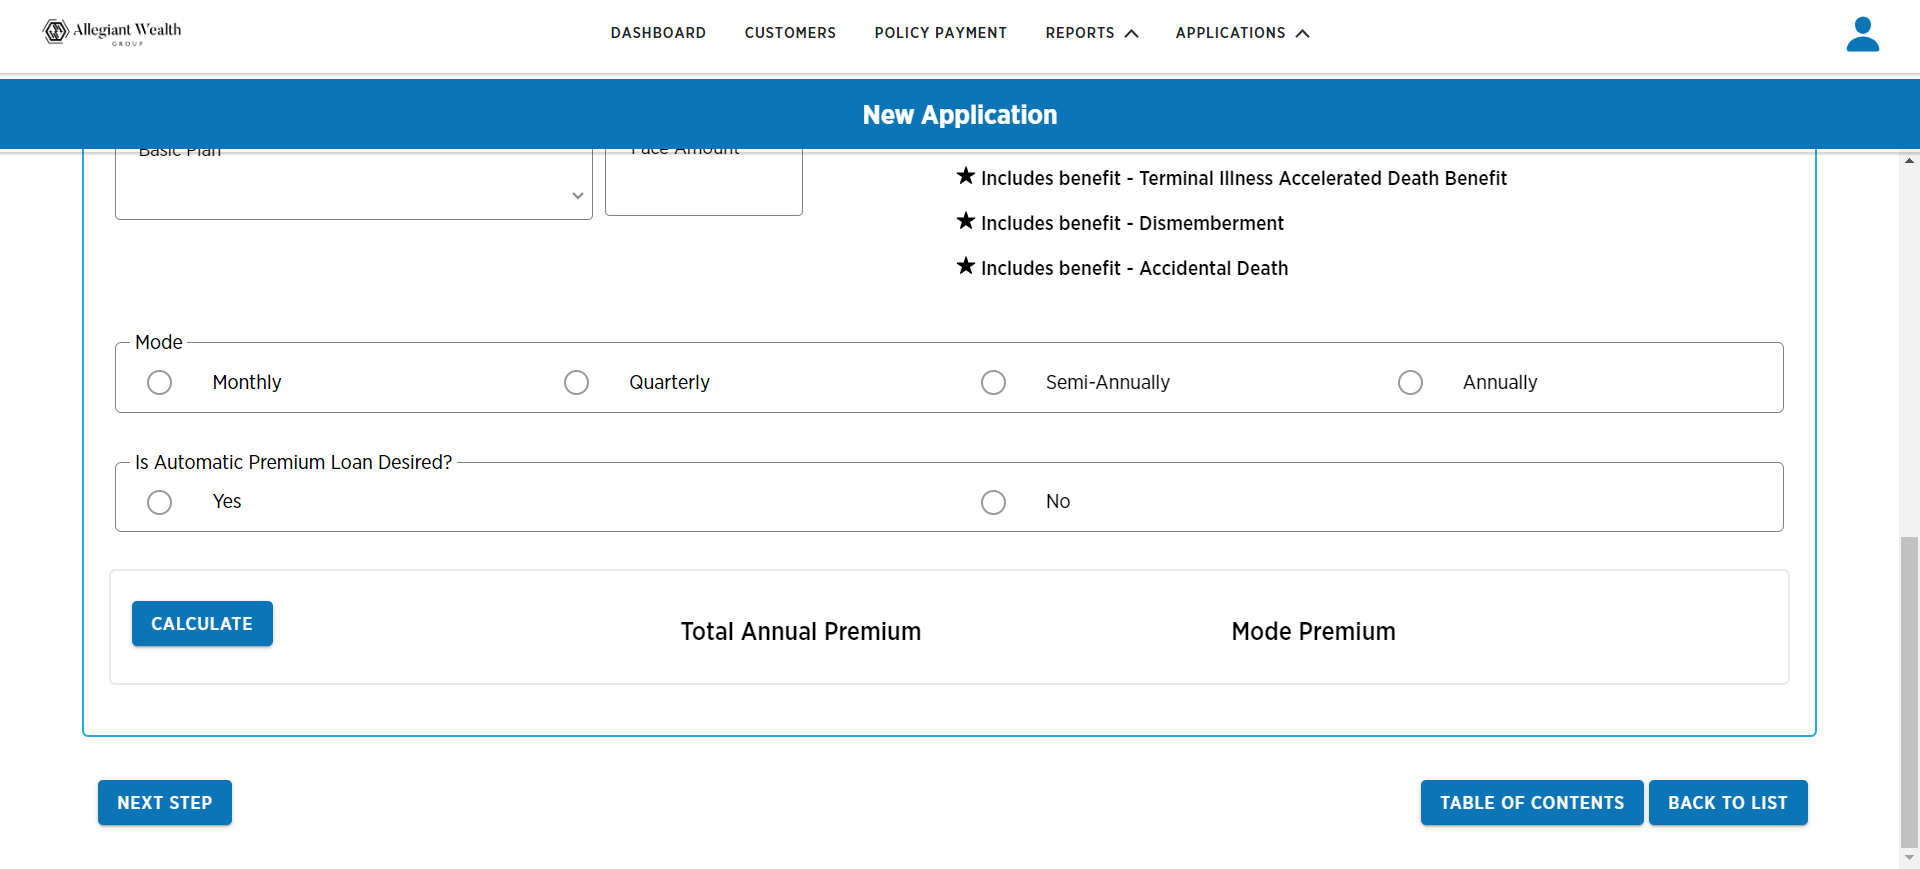 Allegiant Wealth
GROUP
DASHBOARD
CUSTOMERS
POLICY PAYMENT
REPORTS
APPLICATIONS
New Application
Basic Plan
Face Amount
★ Includes benefit - Terminal Illness Accelerated Death Benefit
★ Includes benefit - Dismemberment
★ Includes benefit - Accidental Death
Mode
Monthly
Quarterly
Semi-Annually
Annually
Is Automatic Premium Loan Desired?
Yes
No
CALCULATE
Total Annual Premium
Mode Premium
NEXT STEP
TABLE OF CONTENTS
BACK TO LIST